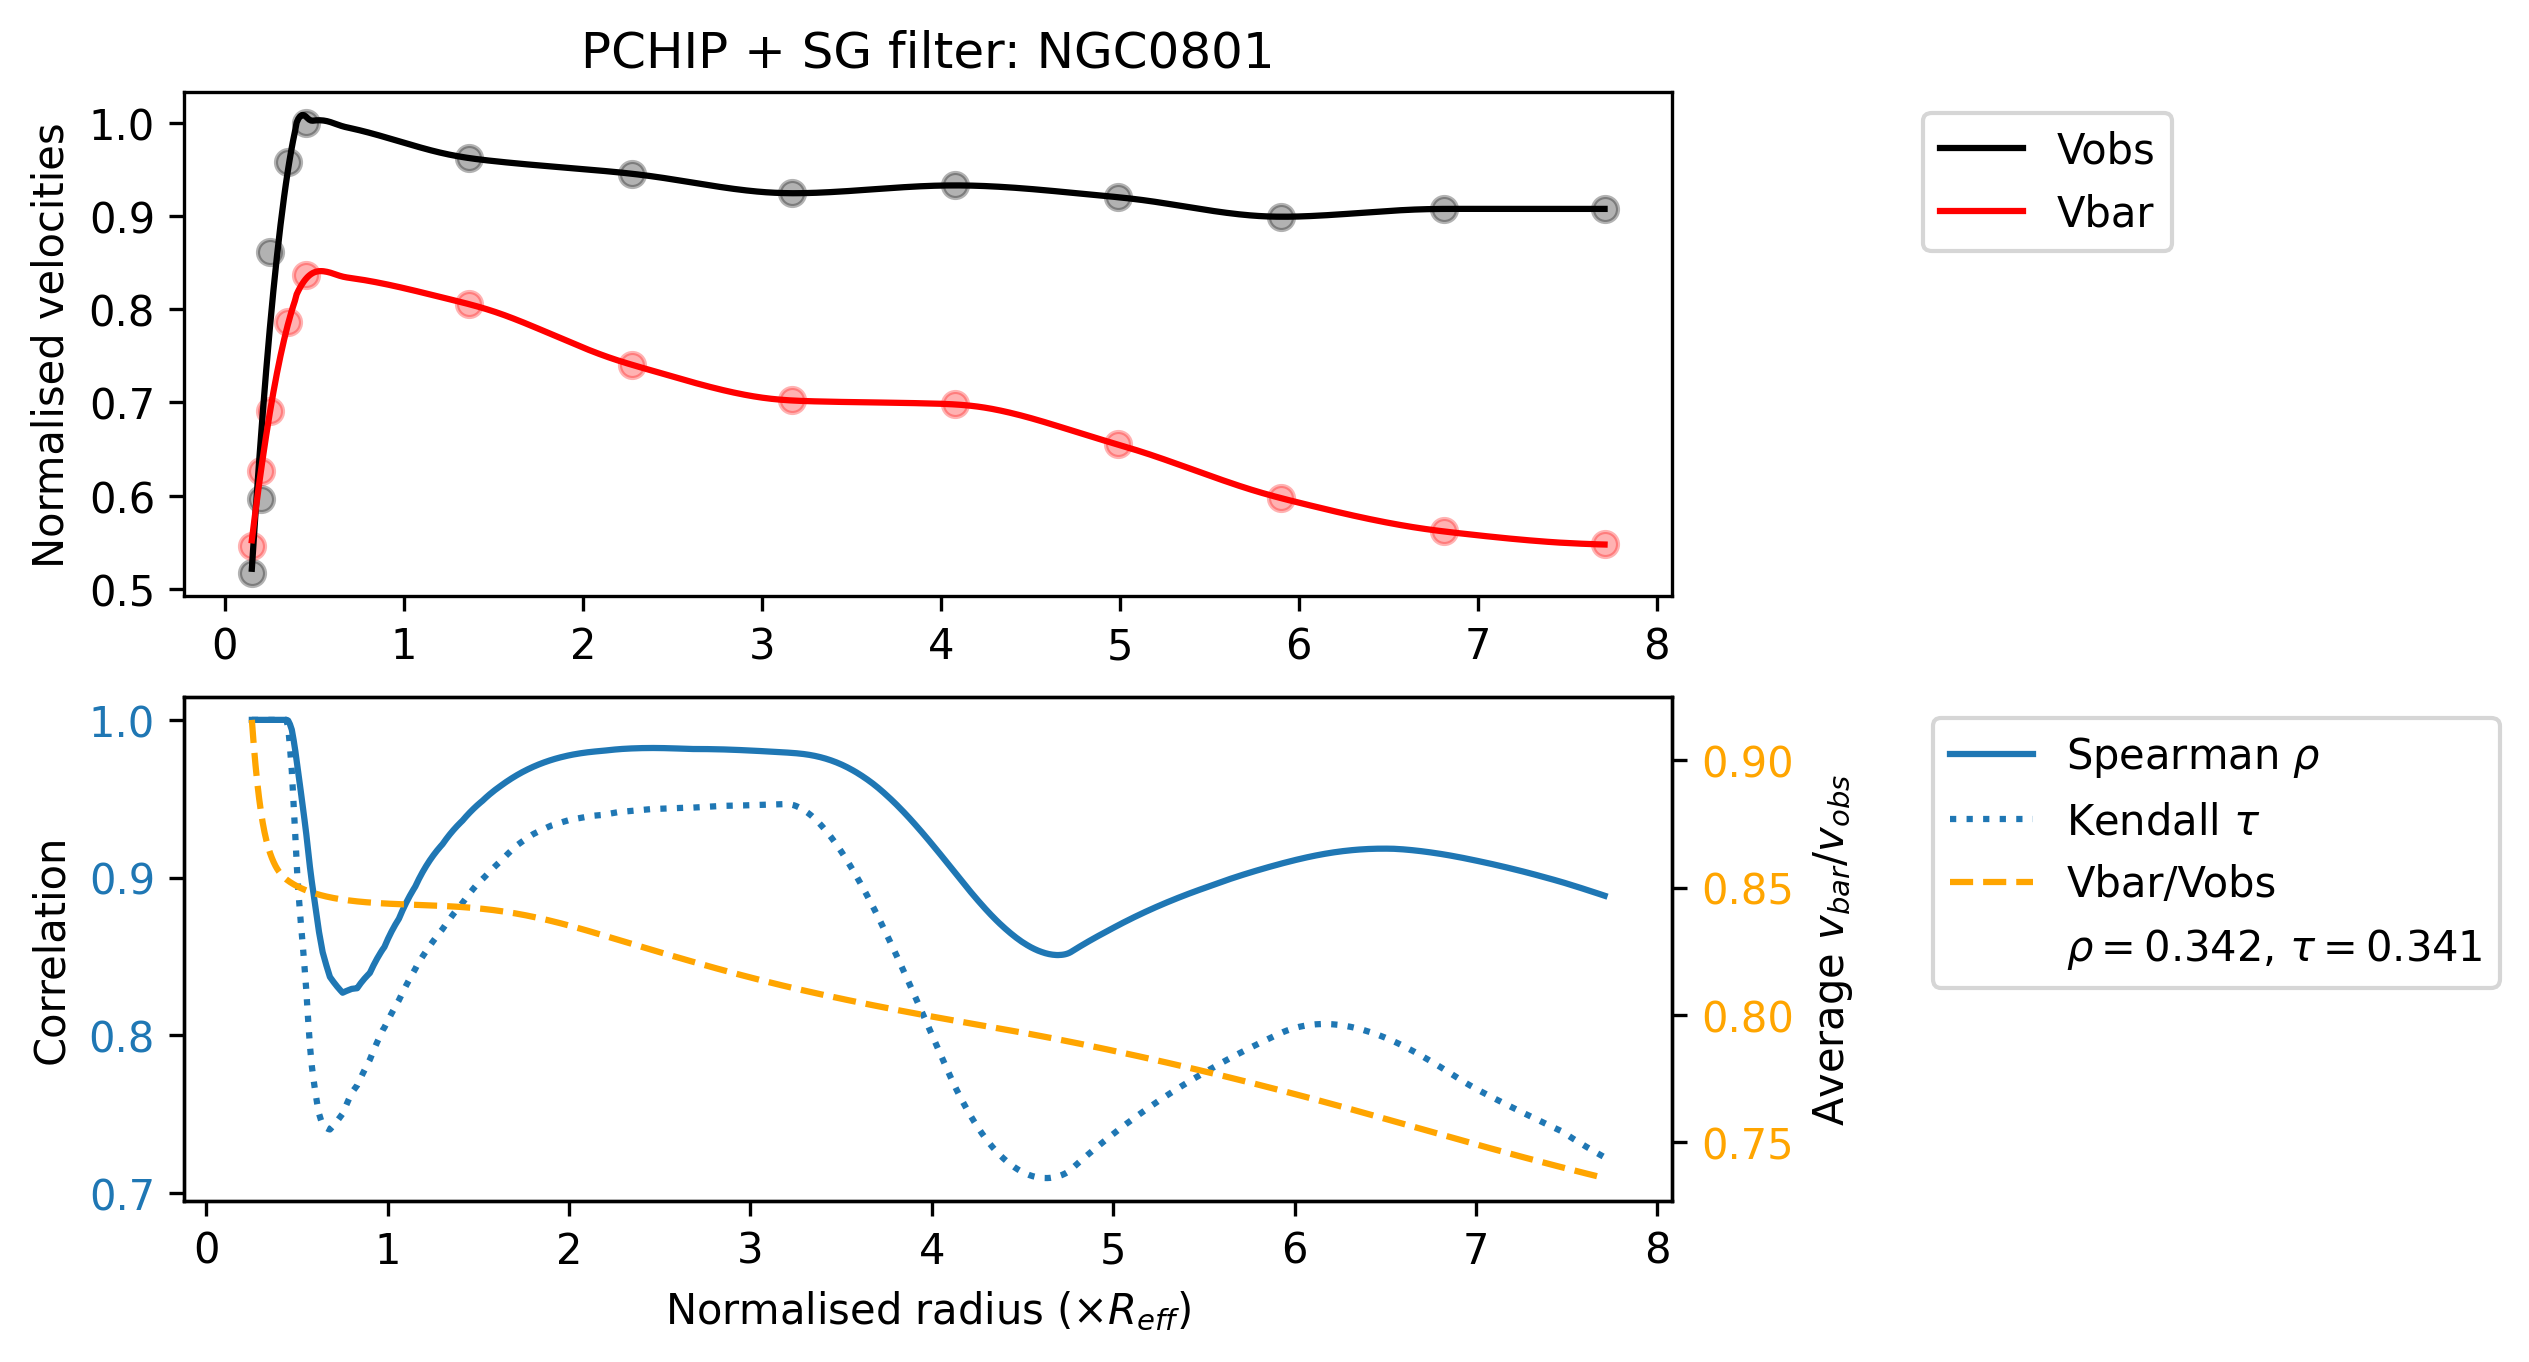 PCHIP + SG filter: NGC0801
Normalised velocities
1.0
0.9
0.8
0.7
0.6
0.5
0 1 2 3 4 5 6 7 8
Vobs
Vbar
Correlation
1.0
0.9
0.8
0.7
0 1 2 3 4 5 6 7 8
Normalised radius (×R_eff)
0.90
0.85
0.80
0.75
Average v_bar/v_obs
Spearman ρ
Kendall τ
Vbar/Vobs
ρ = 0.342, τ = 0.341